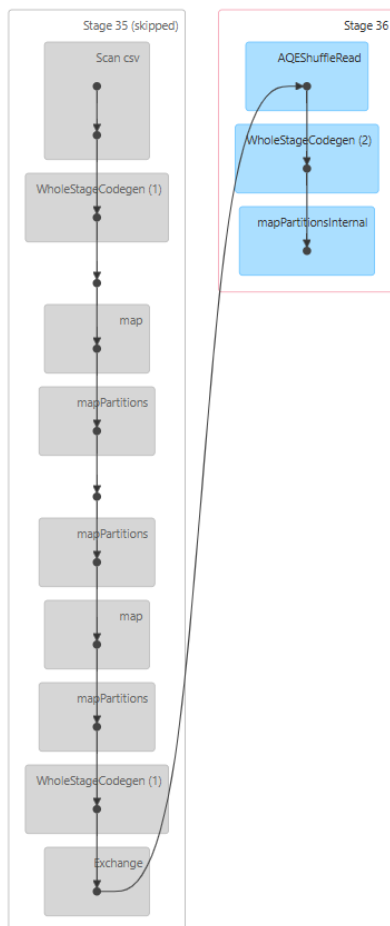 Stage 35 (skipped)
Scan csv
WholeStageCodegen (1)
map
mapPartitions
mapPartitions
map
mapPartitions
WholeStageCodegen (1)
Exchange
Stage 36
AQEShuffleRead
WholeStageCodegen (2)
mapPartitionsInternal